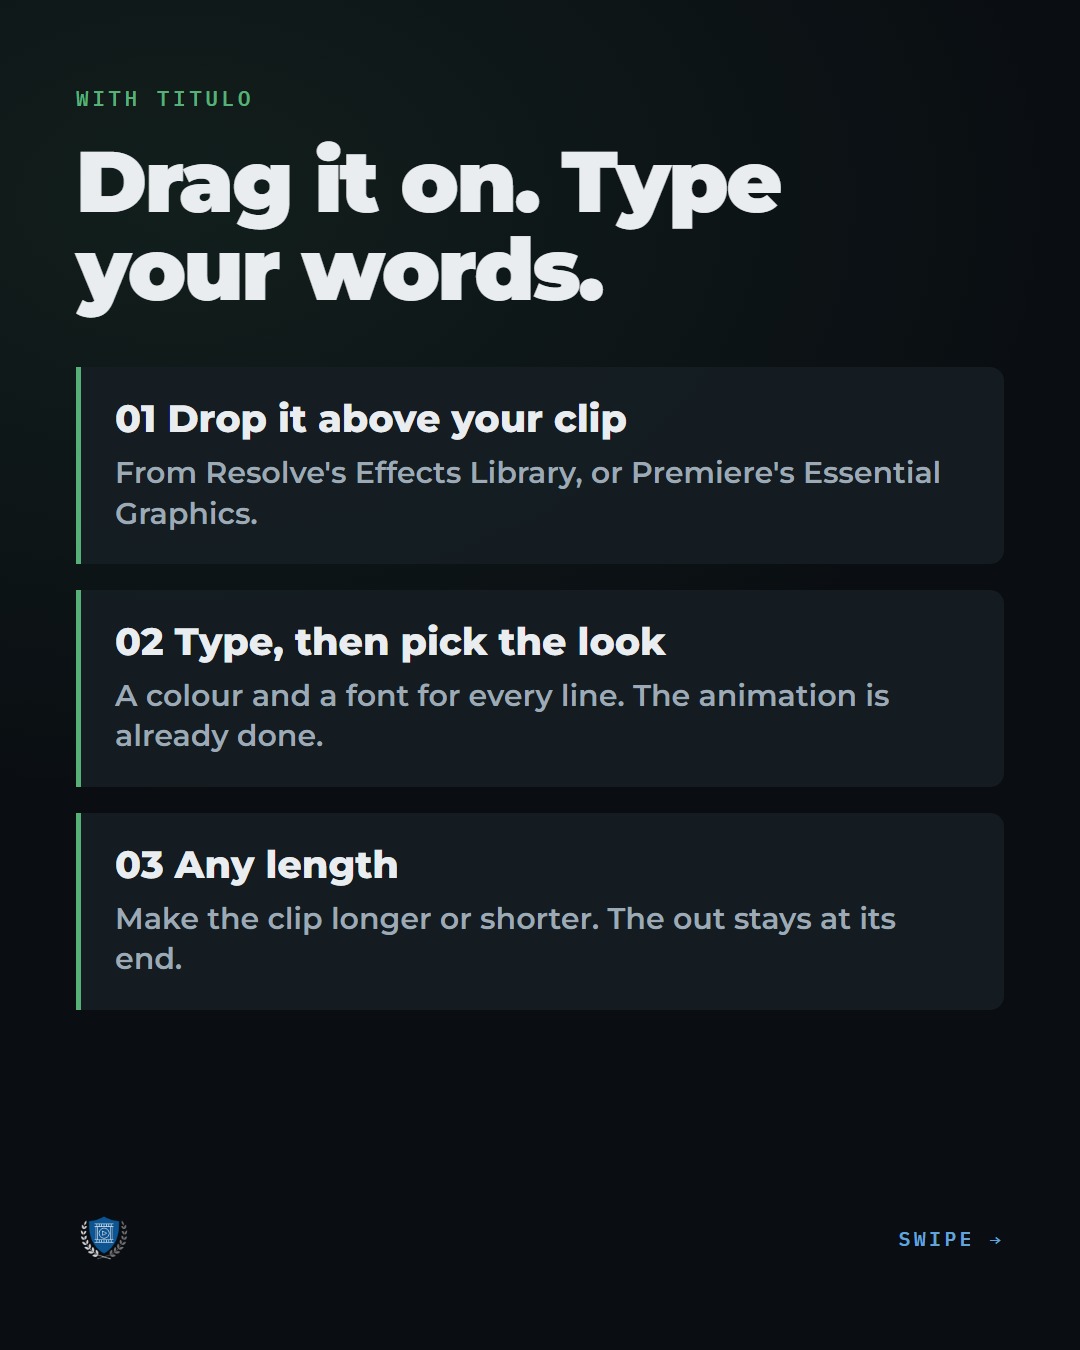 WITH TITULO
Drag it on. Type
your words.
01 Drop it above your clip
From Resolve's Effects Library, or Premiere's Essential
Graphics.
02 Type, then pick the look
A colour and a font for every line. The animation is
already done.
03 Any length
Make the clip longer or shorter. The out stays at its
end.
SWIPE →